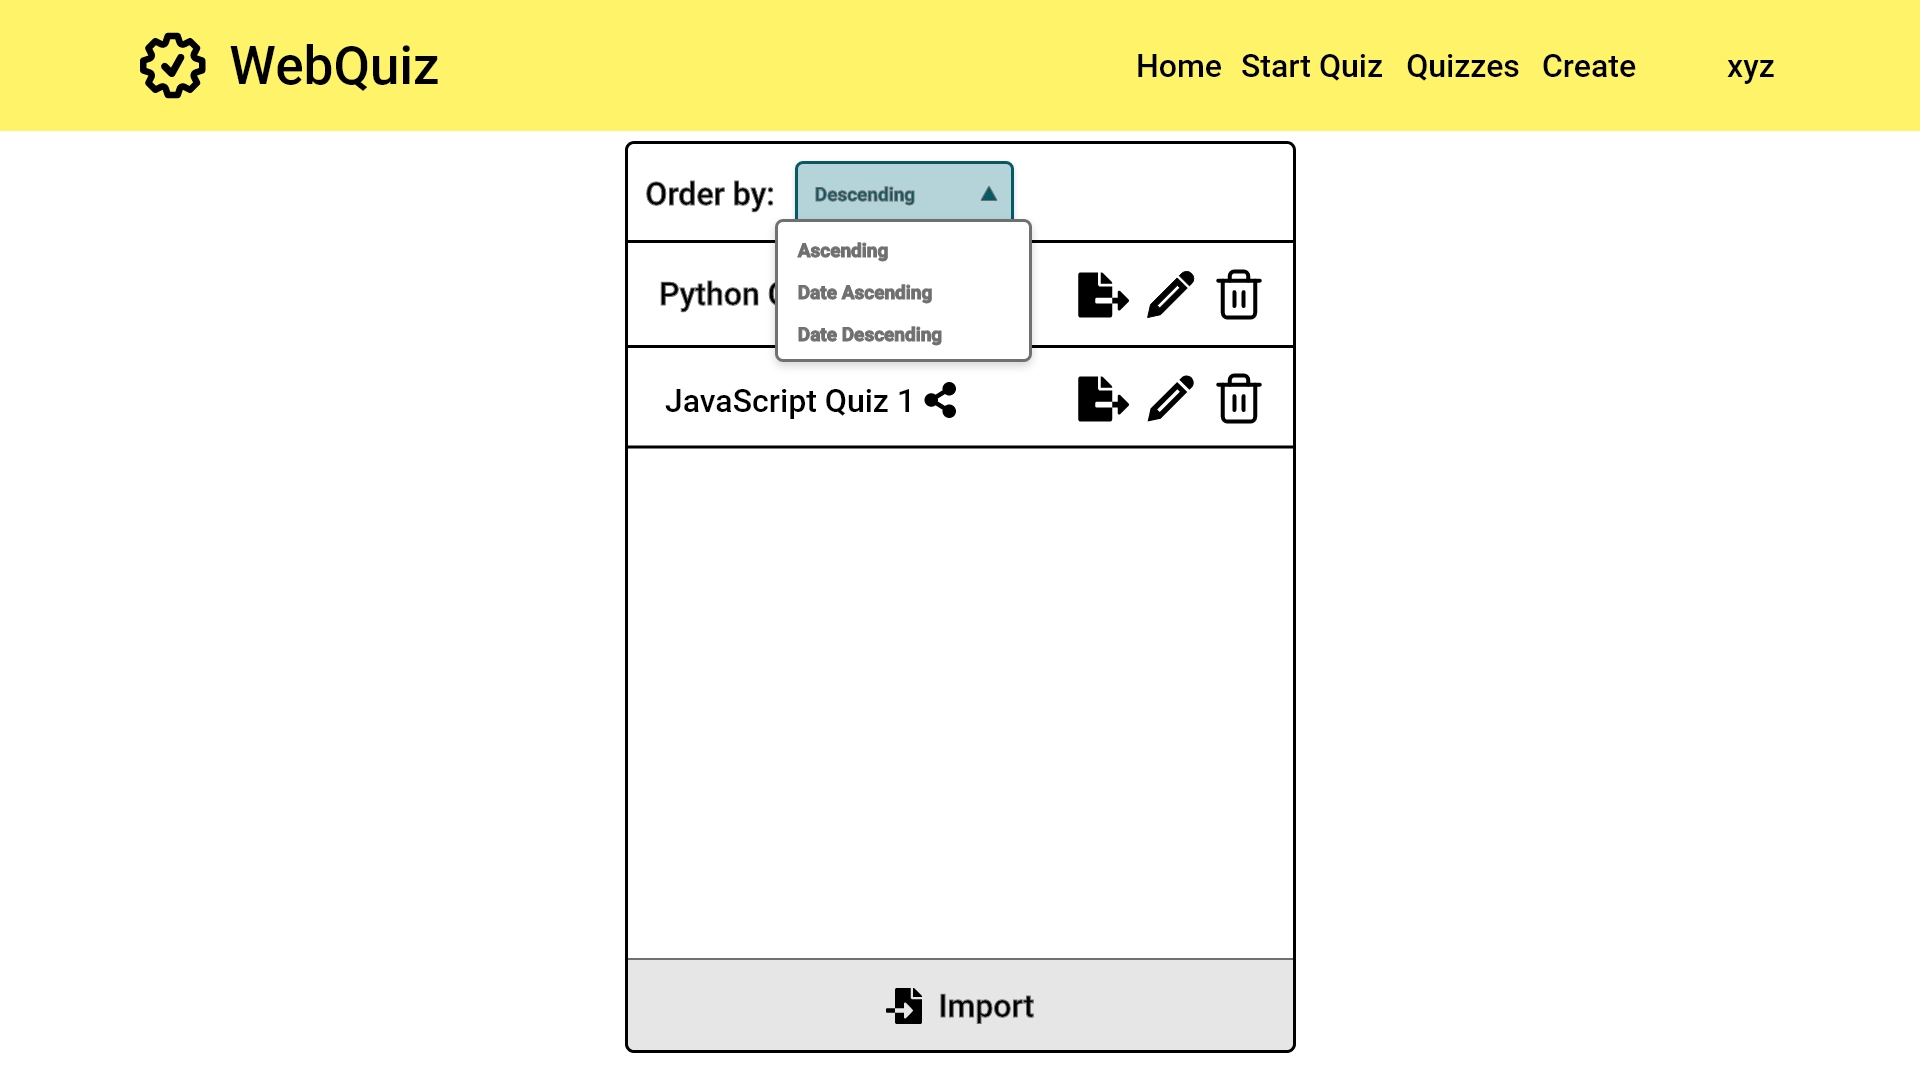 WebQuiz
Home Start Quiz Quizzes Create xyz
Order by: Descending
Ascending
Date Ascending
Date Descending
Python
JavaScript Quiz 1
Import